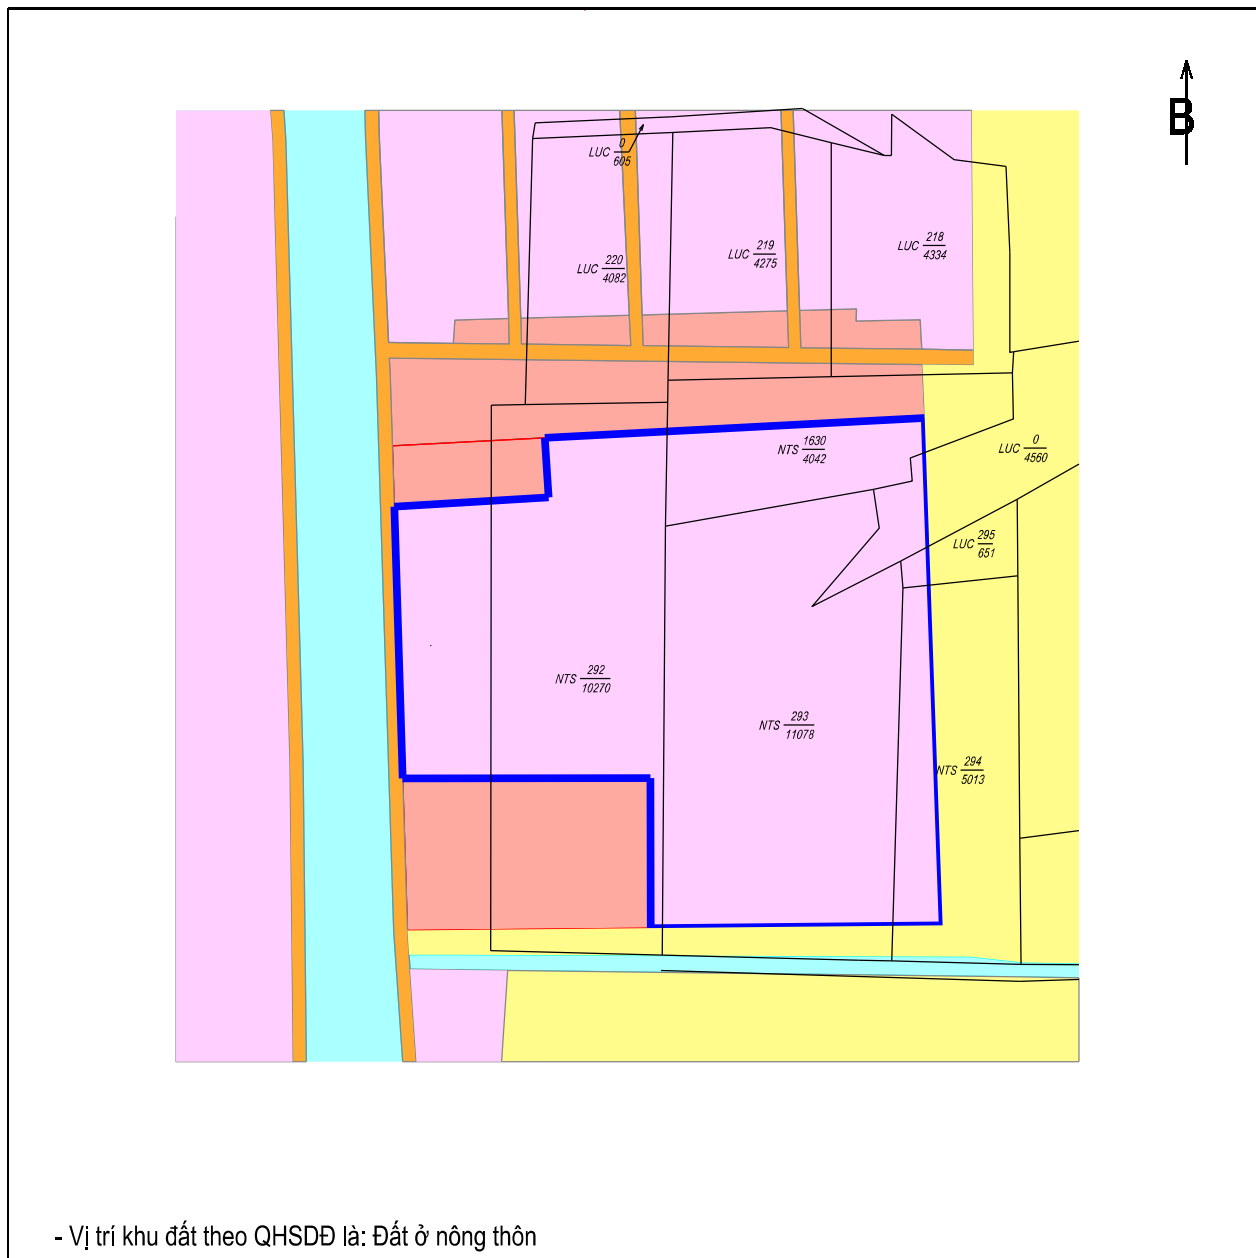 B
LUC 0
605
LUC 218
4334
LUC 219
4275
LUC 220
4082
NTS 1630
4042
LUC 0
4560
LUC 295
651
NTS 292
10270
NTS 293
11078
NTS 294
5013
- Vị trí khu đất theo QHSDĐ là: Đất ở nông thôn